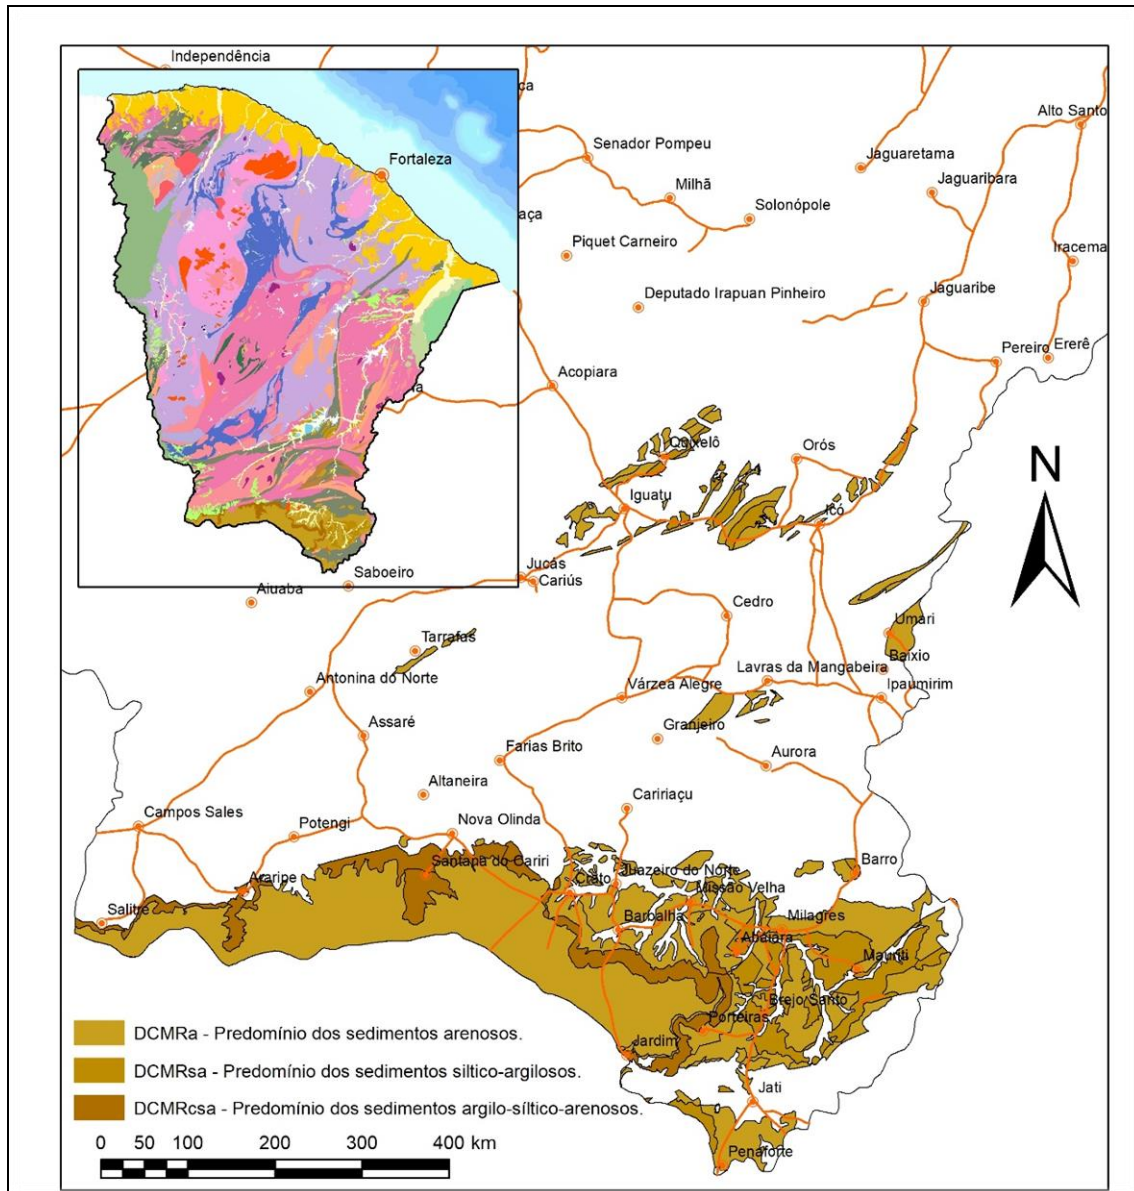 Independência
Fortaleza
ca
Alto Santo
Senador Pompeu
Jaguaretama
Milhã
Jaguaribara
Solonópole
aça
Piquet Carneiro
Iracema
Deputado Irapuan Pinheiro
Jaguaribe
Pereiro
Ererê
Acopiara
Quixelô
Orós
N
Iguatu
Icó
Jucás
Cariús
Saboeiro
Aiuaba
Cedro
Umari
Tarrafas
Baixio
Lavras da Mangabeira
Ipaumirim
Antonina do Norte
Várzea Alegre
Granjeiro
Assaré
Aurora
Farias Brito
Altaneira
Caririaçu
Campos Sales
Potengi
Nova Olinda
Santana do Cariri
Barro
Juazeiro do Norte
Crato
Araripe
Missão Velha
Salitre
Barbalha
Milagres
Abaiara
Mauriti
Brejo Santo
Porteiras
Jardim
Jati
Penaforte
DCMRa - Predomínio dos sedimentos arenosos.
DCMRsa - Predomínio dos sedimentos siltico-argilosos.
DCMRcsa - Predomínio dos sedimentos argilo-síltico-arenosos.
0 50 100 200 300 400 km